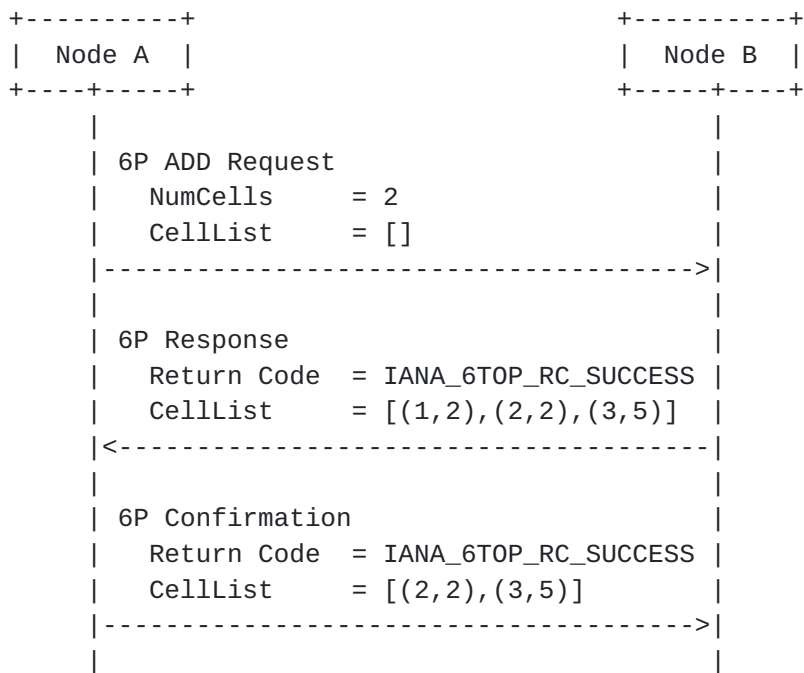 Node A Node B
6P ADD Request
NumCells = 2
CellList = []
6P Response
Return Code = IANA_6TOP_RC_SUCCESS
CellList = [(1,2),(2,2),(3,5)]
6P Confirmation
Return Code = IANA_6TOP_RC_SUCCESS
CellList = [(2,2),(3,5)]